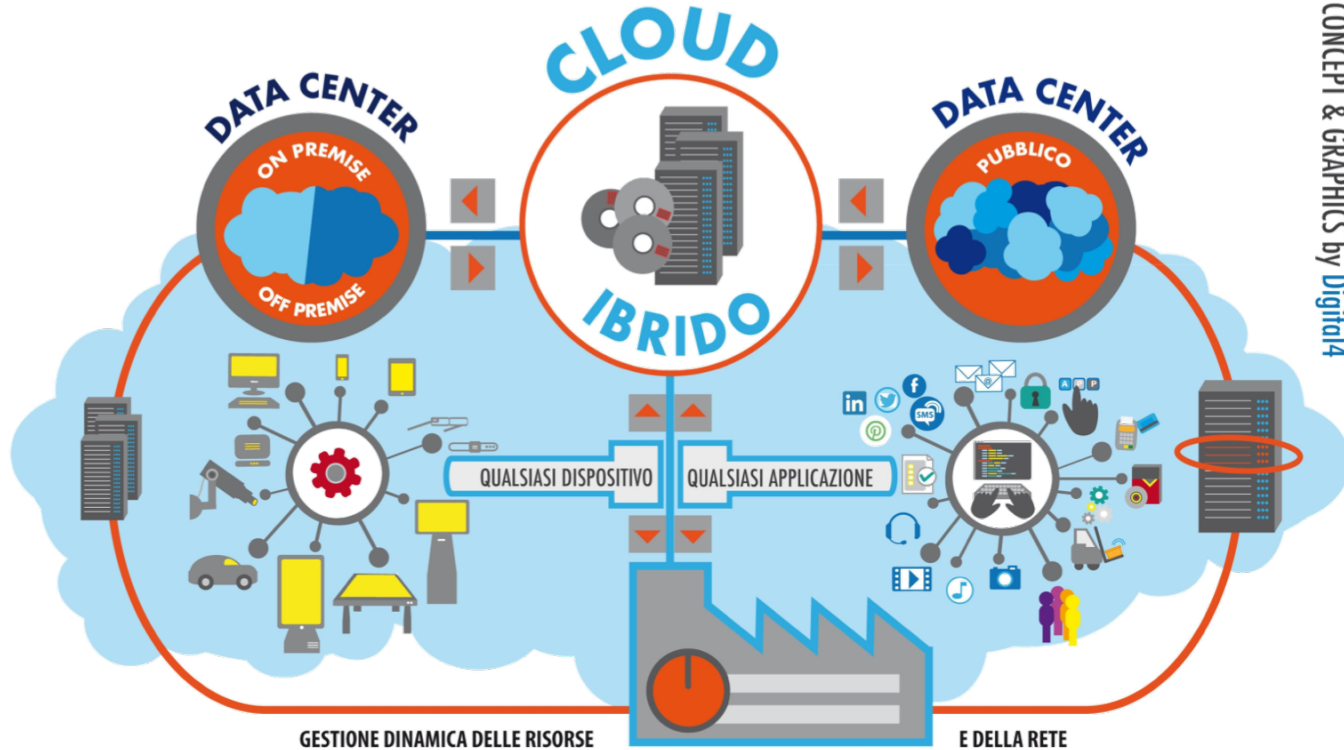 CLOUD
IBRIDO
DATA CENTER
ON PREMISE
OFF PREMISE
DATA CENTER
PUBBLICO
CONCEPT & GRAPHICS by Digital4
in
f
SMS
@
A
P
QUALSIASI DISPOSITIVO
QUALSIASI APPLICAZIONE
GESTIONE DINAMICA DELLE RISORSE
E DELLA RETE